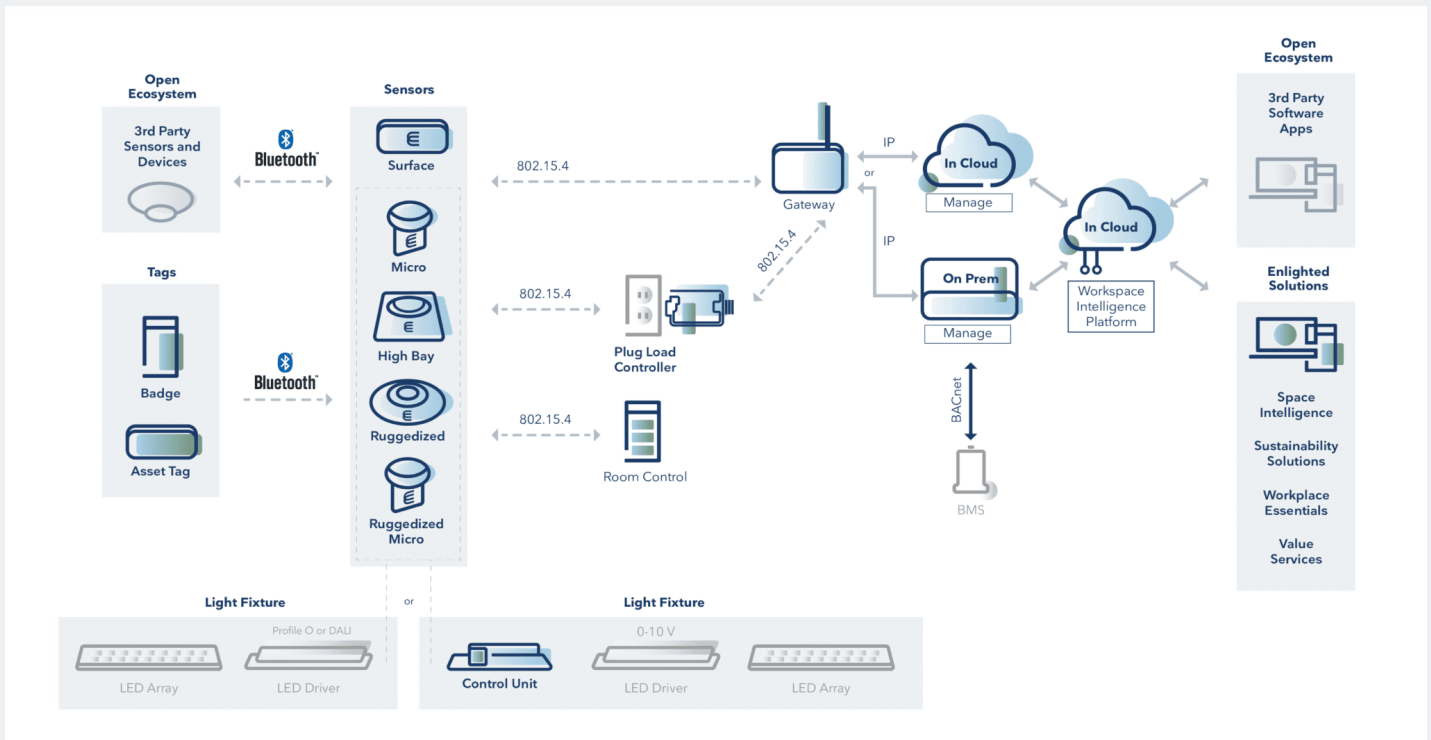 Open
Ecosystem
3rd Party
Sensors and
Devices
Bluetooth™
Tags
Badge
Asset Tag
Bluetooth™
Sensors
Surface
Micro
High Bay
Ruggedized
Ruggedized
Micro
802.15.4
802.15.4
802.15.4
802.15.4
Plug Load
Controller
Room Control
Gateway
IP
or
IP
In Cloud
Manage
On Prem
Manage
BACnet
BMS
In Cloud
Workspace
Intelligence
Platform
Open
Ecosystem
3rd Party
Software
Apps
Enlighted
Solutions
Space
Intelligence
Sustainability
Solutions
Workplace
Essentials
Value
Services
Light Fixture
Profile O or DALI
LED Array
LED Driver
or
Light Fixture
0-10 V
Control Unit
LED Driver
LED Array